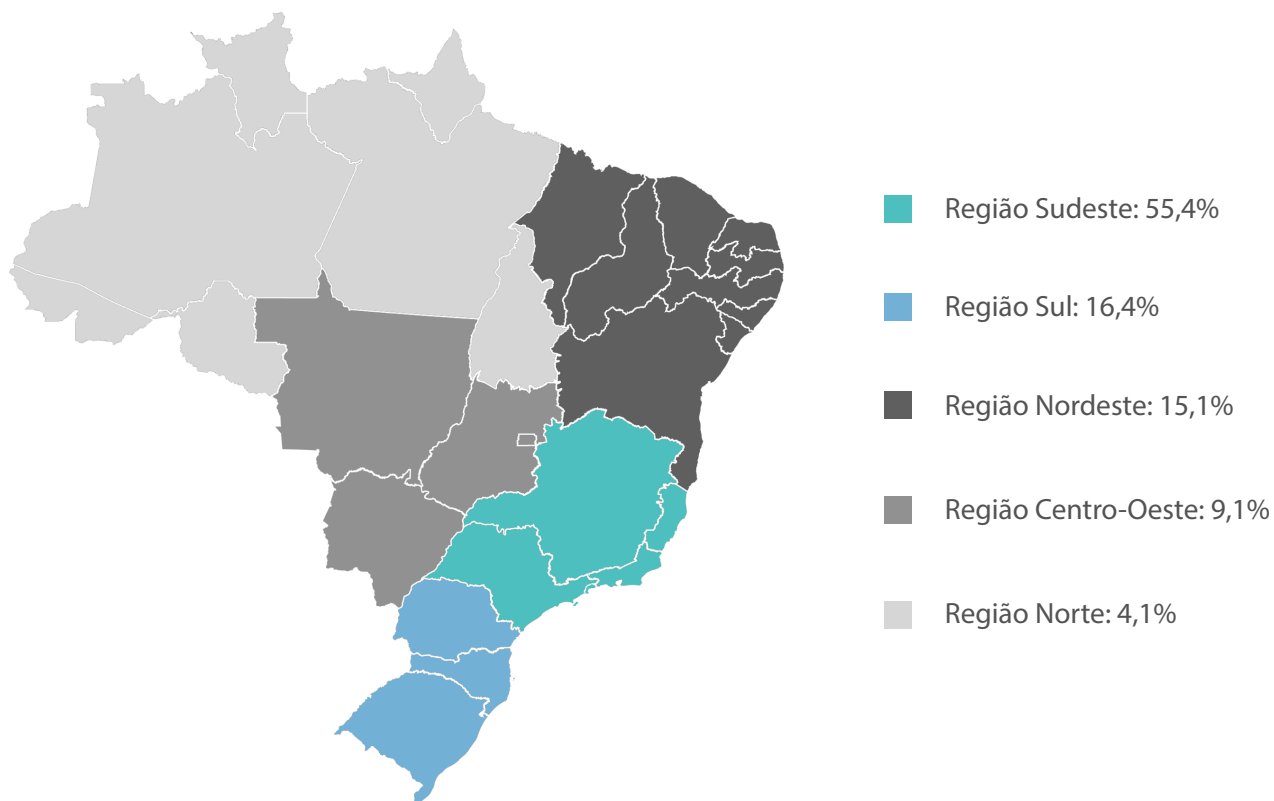 Região Sudeste: 55,4%
Região Sul: 16,4%
Região Nordeste: 15,1%
Região Centro-Oeste: 9,1%
Região Norte: 4,1%